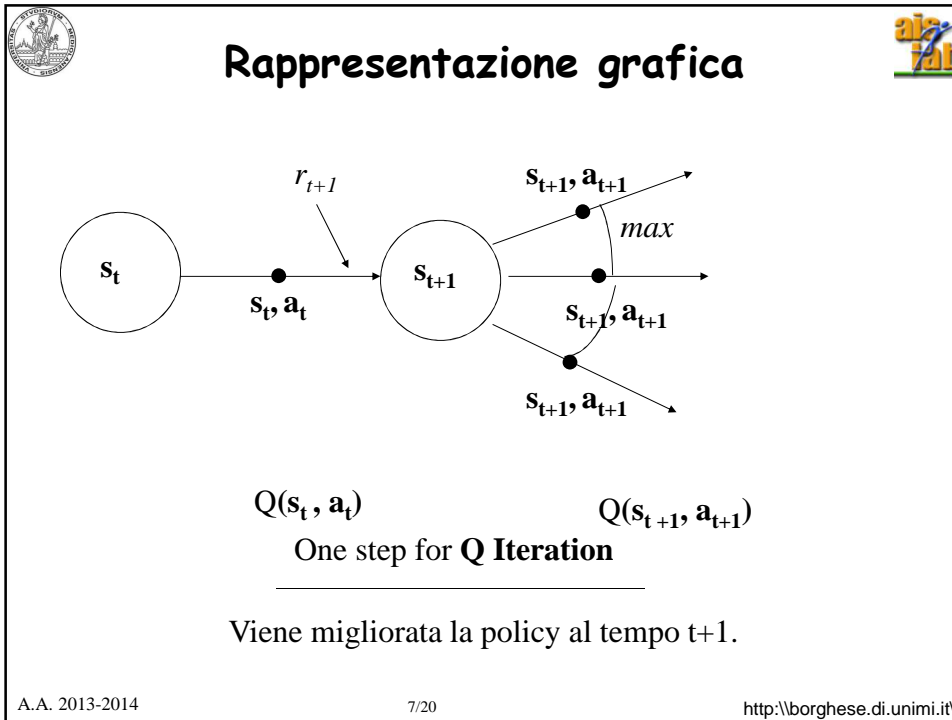 Rappresentazione grafica
ais
lab
r_{t+1}
s_{t+1}, a_{t+1}
max
s_t
s_{t+1}
s_t, a_t
s_{t+1}, a_{t+1}
s_{t+1}, a_{t+1}
Q(s_t , a_t)
Q(s_{t +1}, a_{t+1})
One step for Q Iteration
Viene migliorata la policy al tempo t+1.
A.A. 2013-2014
7/20
http:\\borghese.di.unimi.it\